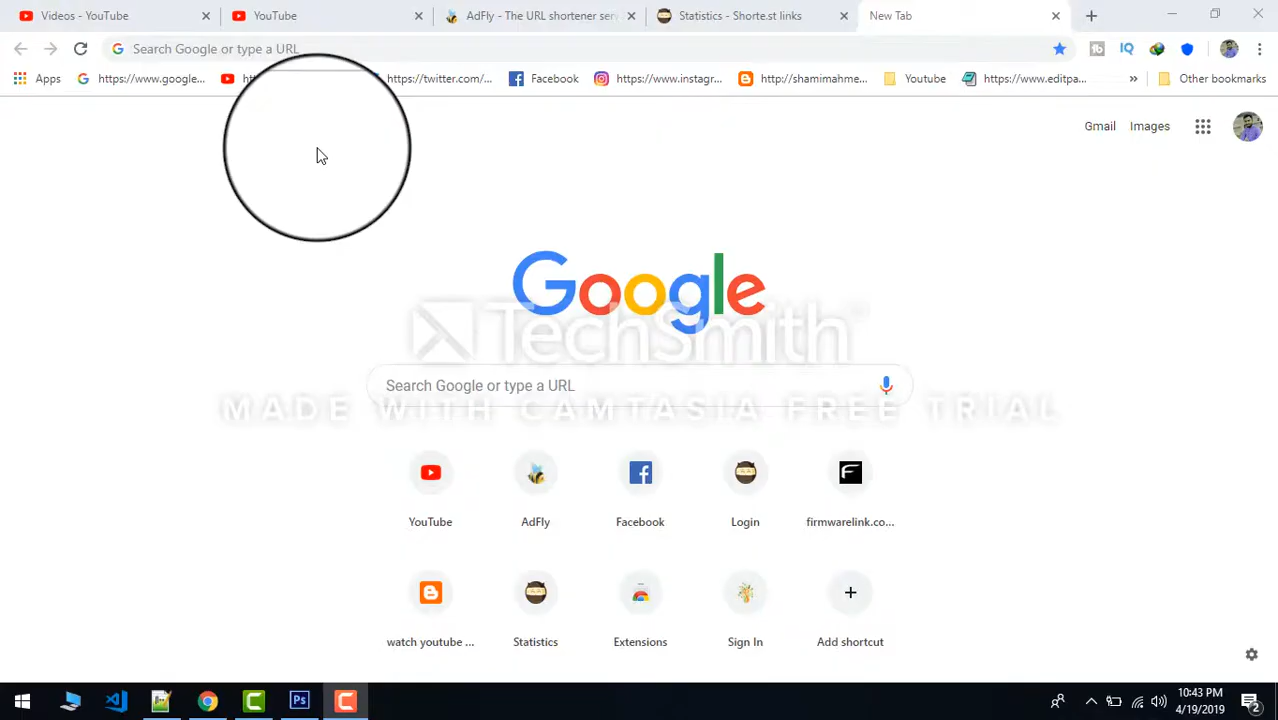 Videos - YouTube
YouTube
AdFly - The URL shortener serv
Statistics - Shorte.st links
New Tab
Search Google or type a URL
Apps
https://www.google...
https://twitter.com/...
Facebook
https://www.instagr...
http://shamimahme...
Youtube
https://www.editpa...
Other bookmarks
Gmail
Images
Google
TechSmith
Search Google or type a URL
MADE WITH CAMTASIA FREE TRIAL
YouTube
AdFly
Facebook
Login
firmwarelink.co...
watch youtube ...
Statistics
Extensions
Sign In
Add shortcut
10:43 PM
4/19/2019
2